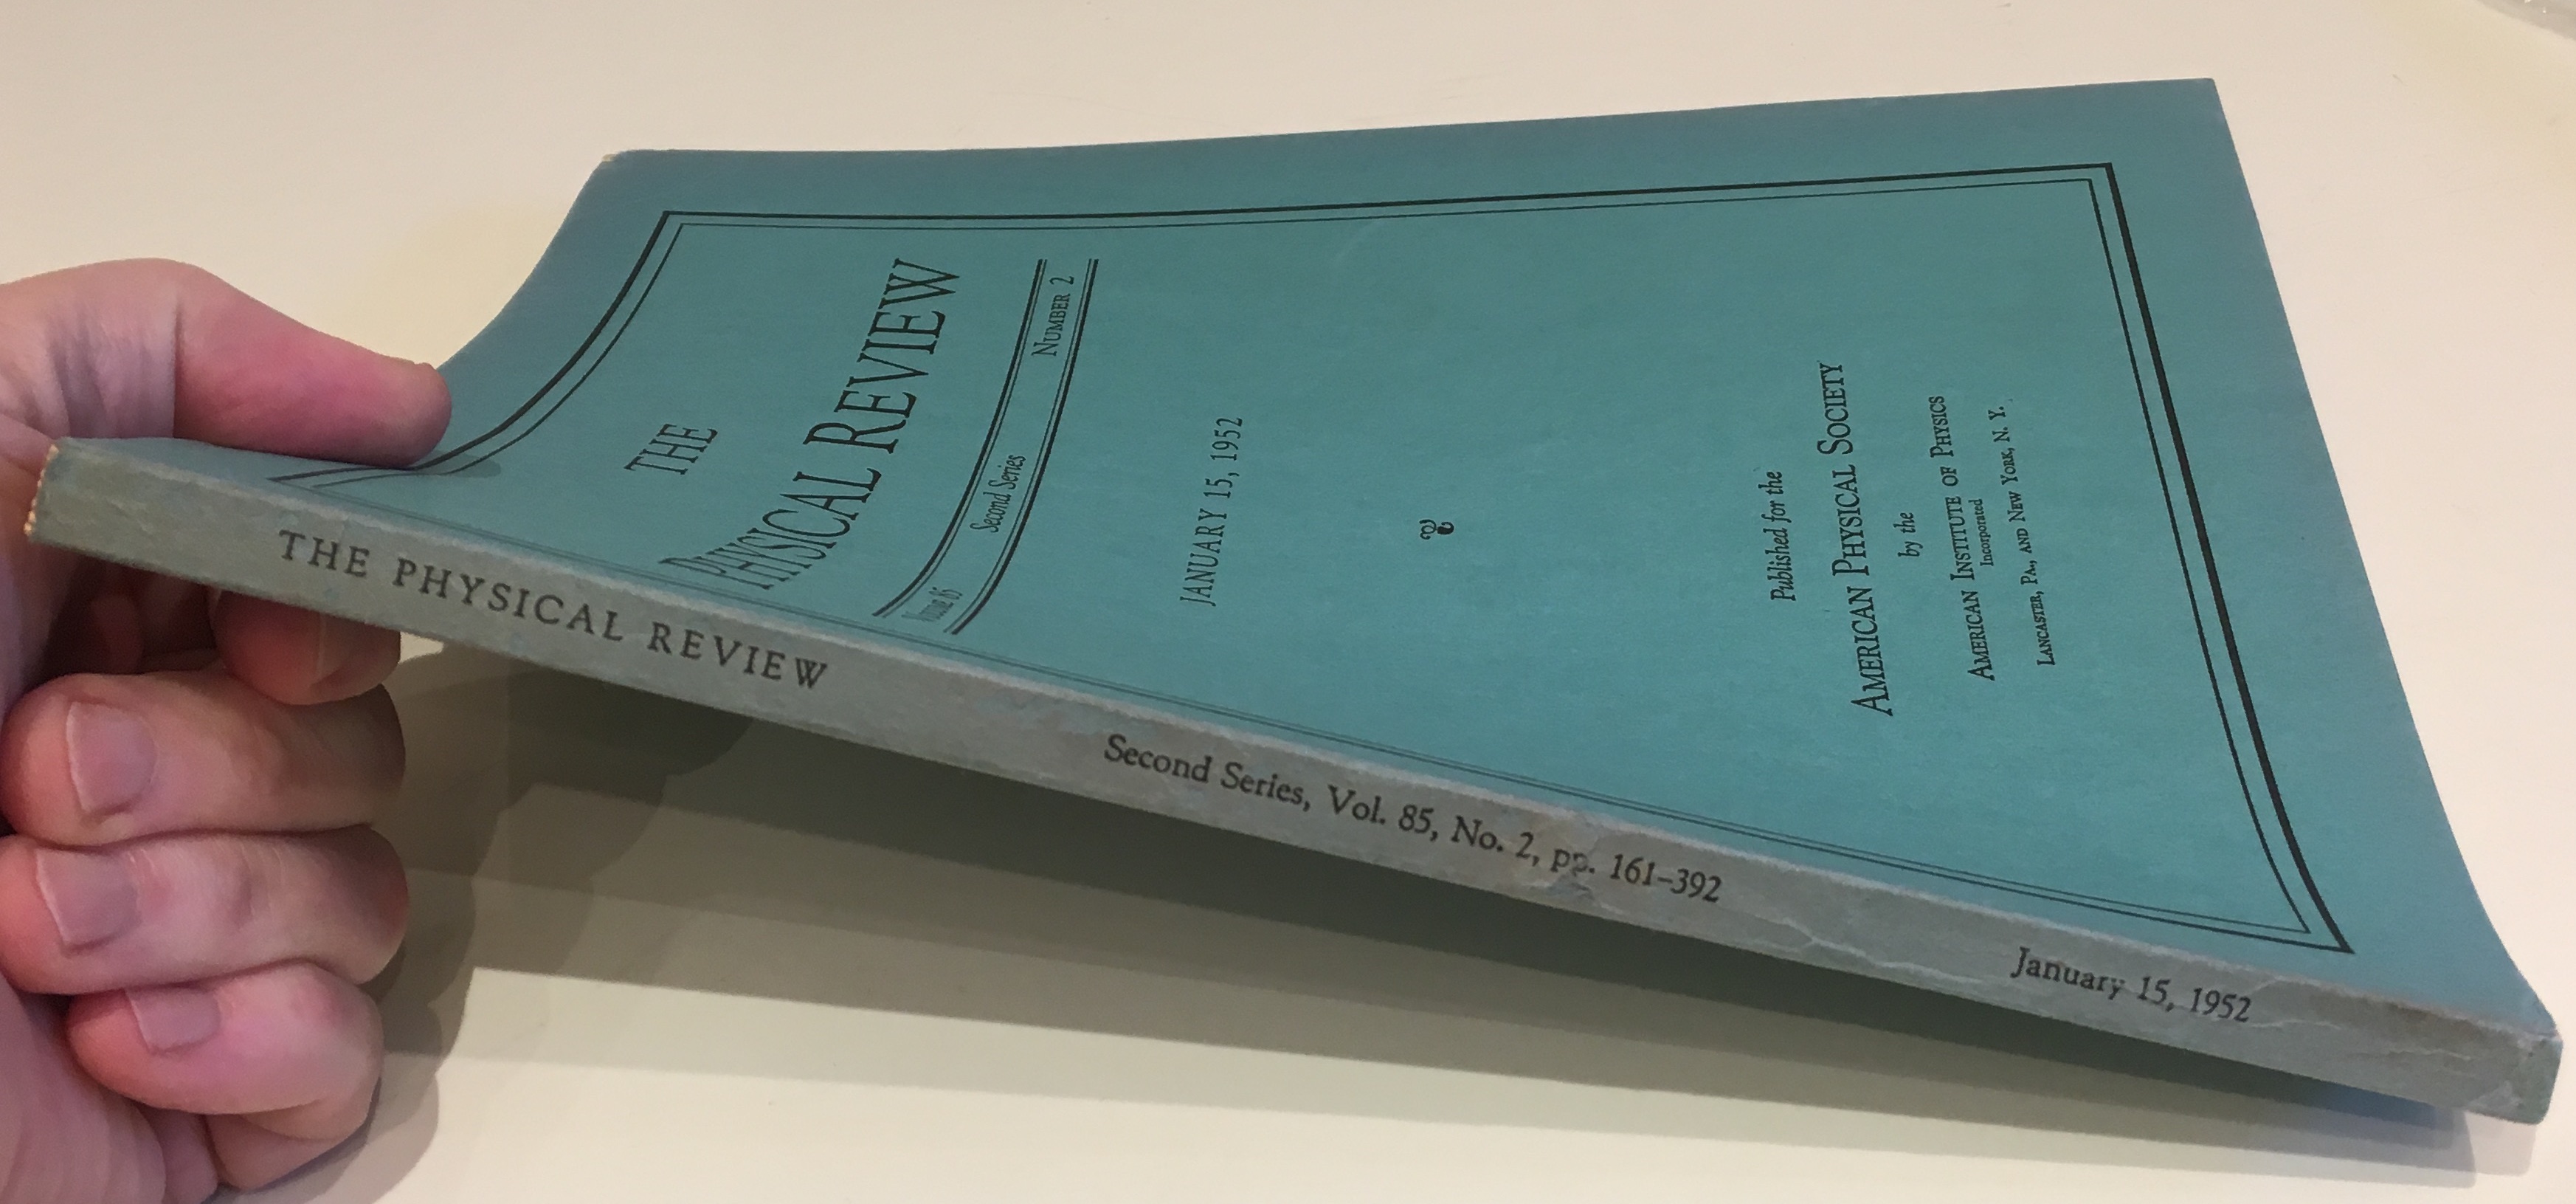 THE
PHYSICAL REVIEW
Volume 85 Second Series NUMBER 2
JANUARY 15, 1952
Published for the
AMERICAN PHYSICAL SOCIETY
by the
AMERICAN INSTITUTE OF PHYSICS
Incorporated
LANCASTER, PA., AND NEW YORK, N. Y.
THE PHYSICAL REVIEW Second Series, Vol. 85, No. 2, pp. 161–392 January 15, 1952